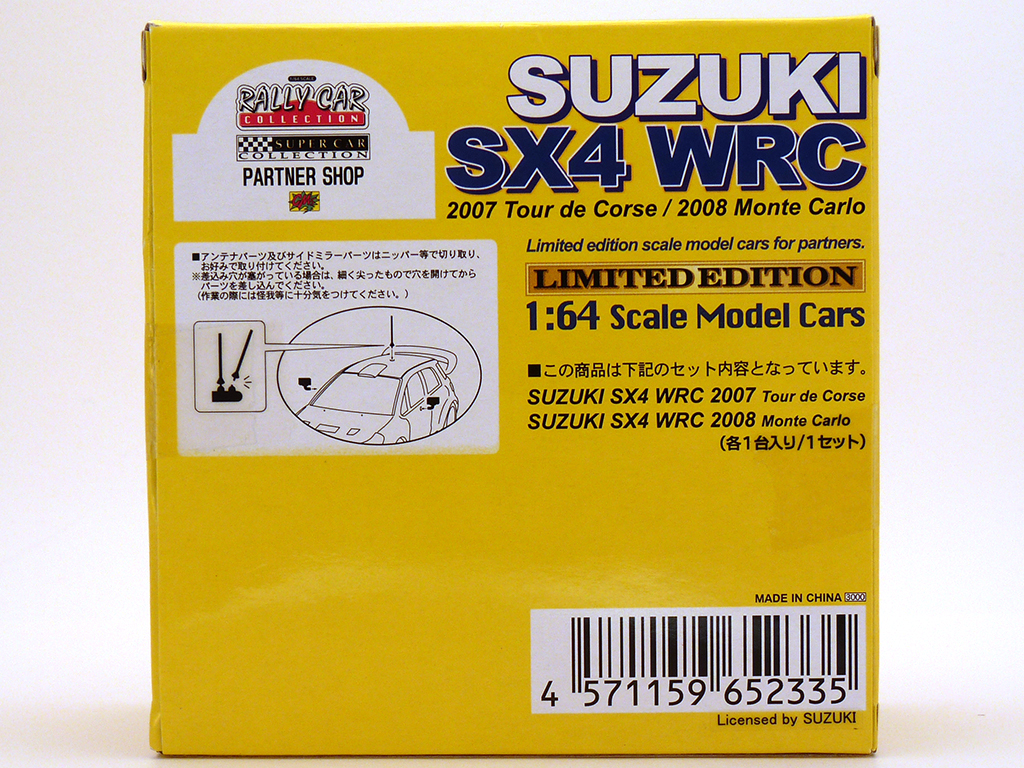 1:64 SCALE
RALLY CAR
COLLECTION
SUPER CAR
COLLECTION
PARTNER SHOP
SUZUKI
SX4 WRC
2007 Tour de Corse / 2008 Monte Carlo
Limited edition scale model cars for partners.
LIMITED EDITION
1:64 Scale Model Cars
■アンテナパーツ及びサイドミラーパーツはニッパー等で切り取り、
お好みで取り付けてください。
※差込み穴が塞がっている場合は、細く尖ったもので穴を開けてから
パーツを差し込んでください。
(作業の際には怪我等に十分気をつけてください。)
■この商品は下記のセット内容となっています。
SUZUKI SX4 WRC 2007 Tour de Corse
SUZUKI SX4 WRC 2008 Monte Carlo
(各1台入り/1セット)
MADE IN CHINA 3000
4 571159 652335
Licensed by SUZUKI